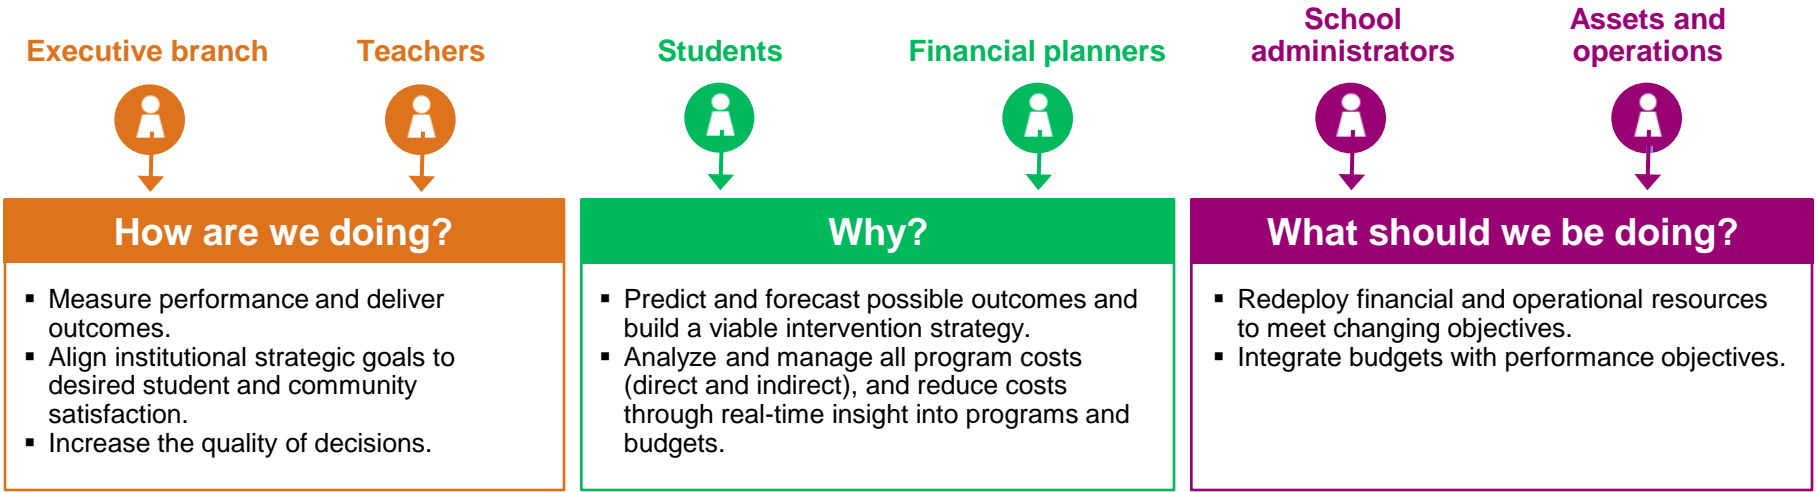 Executive branch
Teachers
Students
Financial planners
School
administrators
Assets and
operations
How are we doing?
▪ Measure performance and deliver
outcomes.
▪ Align institutional strategic goals to
desired student and community
satisfaction.
▪ Increase the quality of decisions.
Why?
▪ Predict and forecast possible outcomes and
build a viable intervention strategy.
▪ Analyze and manage all program costs
(direct and indirect), and reduce costs
through real-time insight into programs and
budgets.
What should we be doing?
▪ Redeploy financial and operational resources
to meet changing objectives.
▪ Integrate budgets with performance objectives.